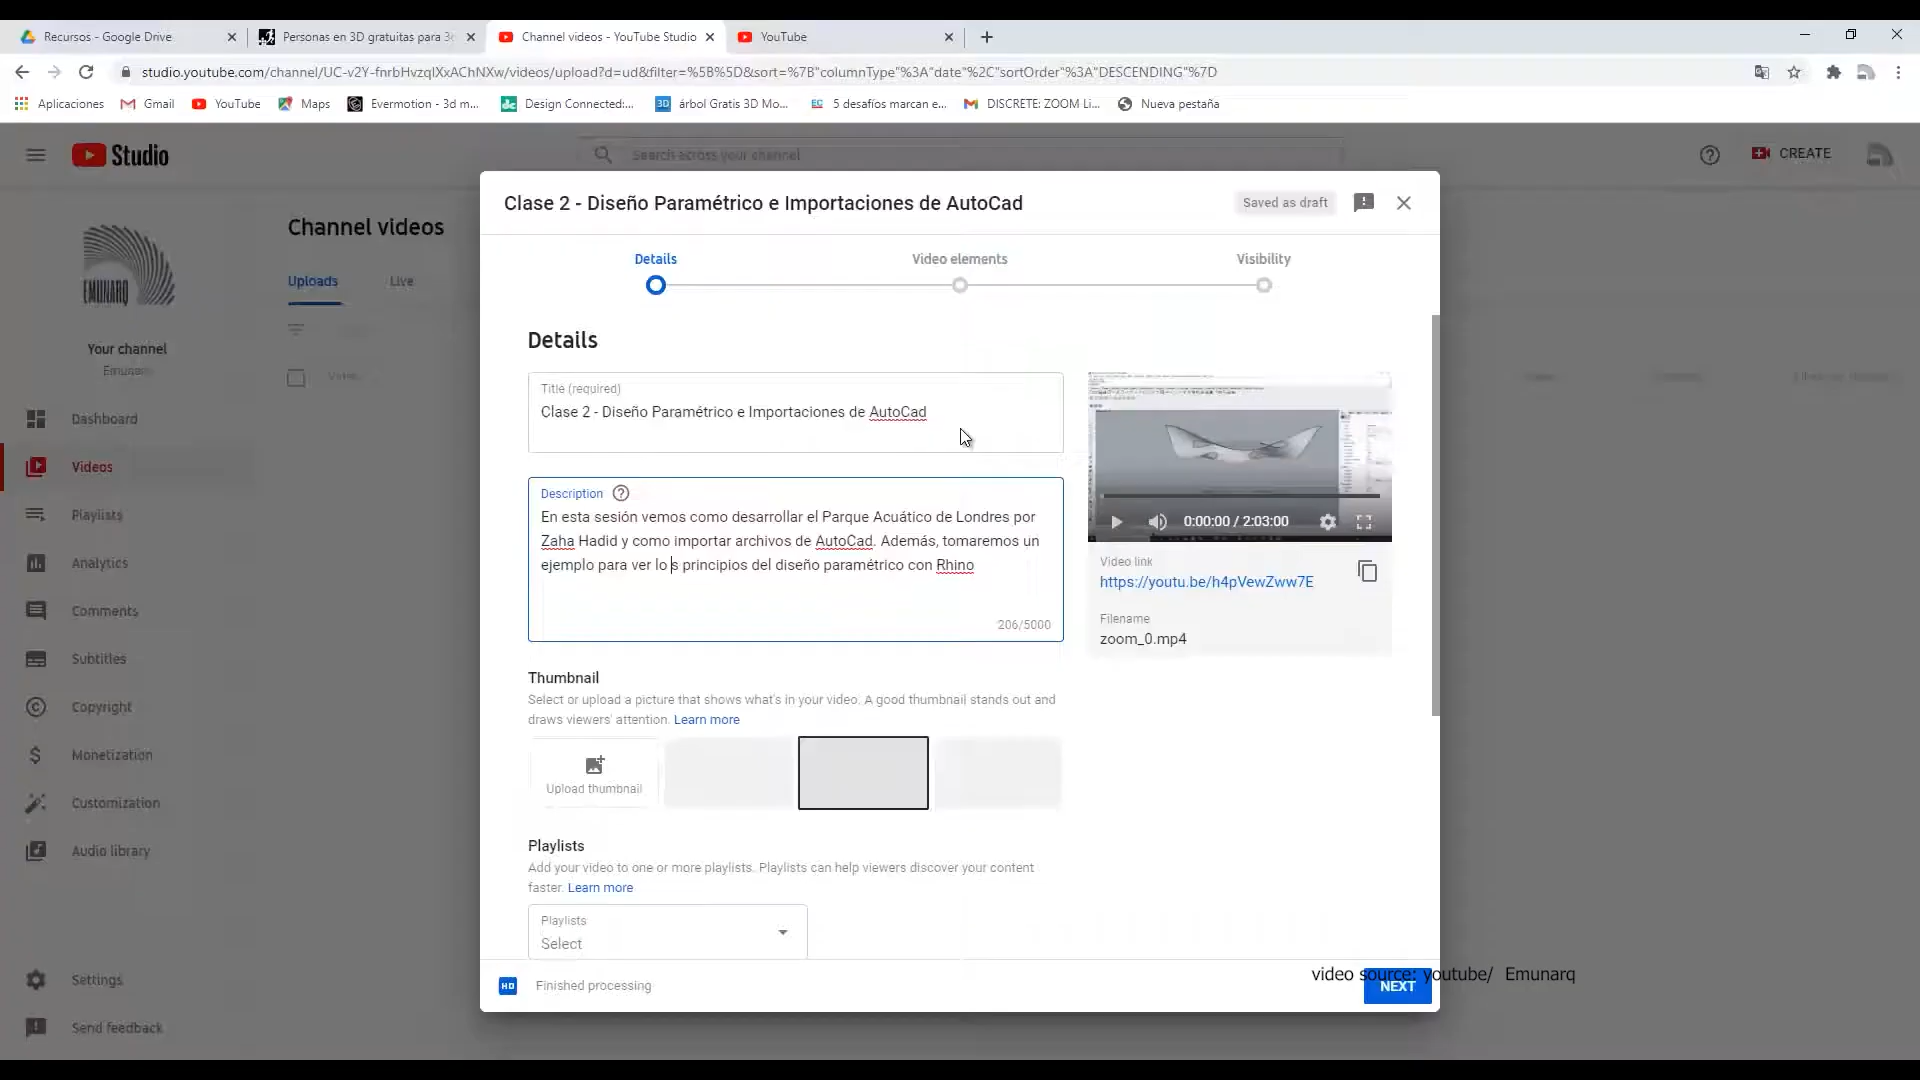 Recursos - Google Drive
Personas en 3D gratuitas para 3
Channel videos - YouTube Studio
YouTube
studio.youtube.com/channel/UC-v2Y-fnrbHvzqlXxAChNXw/videos/upload?d=ud&filter=%5B%5D&sort=%7B"columnType"%3A"date"%2C"sortOrder"%3A"DESCENDING"%7D
Aplicaciones
Gmail
YouTube
Maps
Evermotion - 3d m...
Design Connected:...
árbol Gratis 3D Mo...
5 desafíos marcan e...
DISCRETE: ZOOM Li...
Nueva pestaña
Studio
Search across your channel
CREATE
Clase 2 - Diseño Paramétrico e Importaciones de AutoCad
Saved as draft
EMUNARQ
Your channel
Emunarq
Dashboard
Videos
Playlists
Analytics
Comments
Subtitles
Copyright
Monetization
Customization
Audio library
Settings
Send feedback
Channel videos
Uploads
Live
Details
Video elements
Visibility
Details
Title (required)
Clase 2 - Diseño Paramétrico e Importaciones de AutoCad
Description
En esta sesión vemos como desarrollar el Parque Acuático de Londres por
Zaha Hadid y como importar archivos de AutoCad. Además, tomaremos un
ejemplo para ver los principios del diseño paramétrico con Rhino
206/5000
0:00:00 / 2:03:00
Video link
https://youtu.be/h4pVewZww7E
Filename
zoom_0.mp4
Thumbnail
Select or upload a picture that shows what's in your video. A good thumbnail stands out and
draws viewers' attention. Learn more
Upload thumbnail
Playlists
Add your video to one or more playlists. Playlists can help viewers discover your content
faster. Learn more
Playlists
Select
HD
Finished processing
NEXT
video source: youtube/ Emunarq